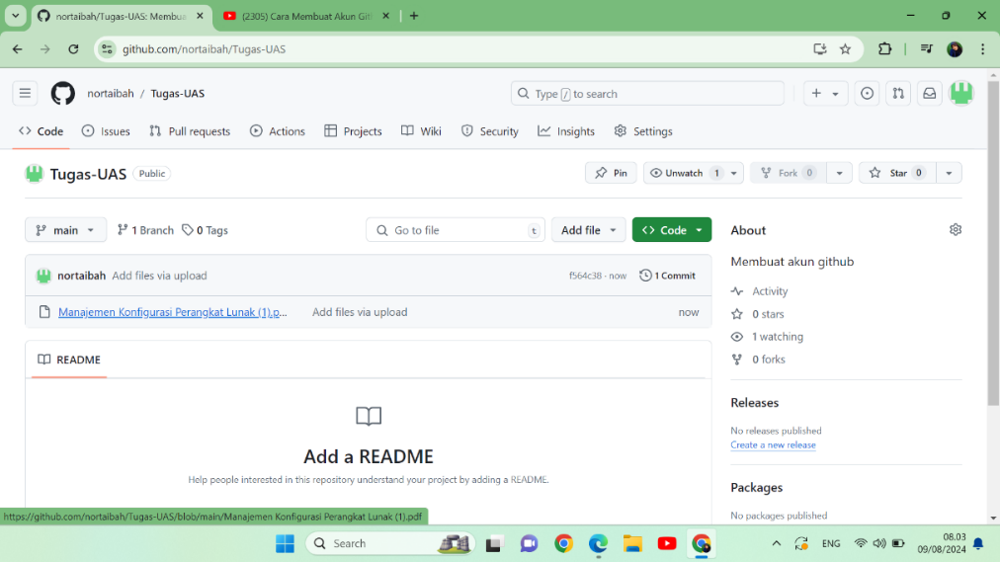 nortaibah/Tugas-UAS: Membua
(2305) Cara Membuat Akun Git
github.com/nortaibah/Tugas-UAS
nortaibah / Tugas-UAS
Type / to search
Code
Issues
Pull requests
Actions
Projects
Wiki
Security
Insights
Settings
Tugas-UAS
Public
Pin
Unwatch 1
Fork 0
Star 0
main
1 Branch
0 Tags
Go to file
t
Add file
Code
nortaibah Add files via upload
f564c38 · now
1 Commit
Manajemen Konfigurasi Perangkat Lunak (1).p...
Add files via upload
now
README
Add a README
Help people interested in this repository understand your project by adding a README.
About
Membuat akun github
Activity
0 stars
1 watching
0 forks
Releases
No releases published
Create a new release
Packages
No packages published
https://github.com/nortaibah/Tugas-UAS/blob/main/Manajemen Konfigurasi Perangkat Lunak (1).pdf
Search
ENG
08.03
09/08/2024